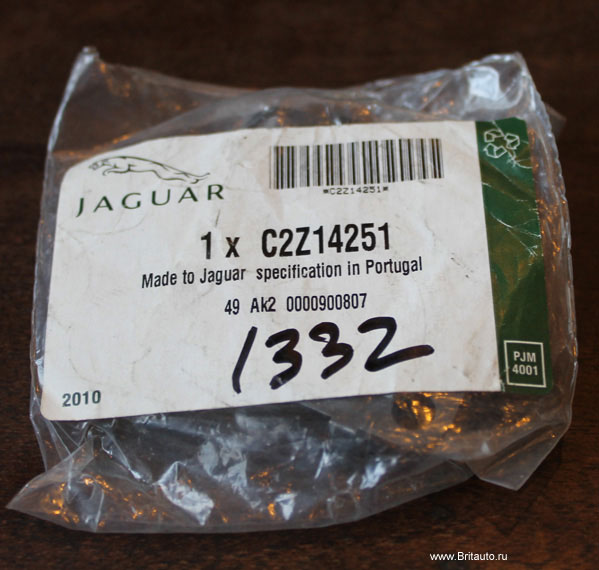 JAGUAR
*C2Z14251*
1 x C2Z14251
Made to Jaguar specification in Portugal
49 Ak2 0000900807
1332
2010
PJM
4001
www.Britauto.ru